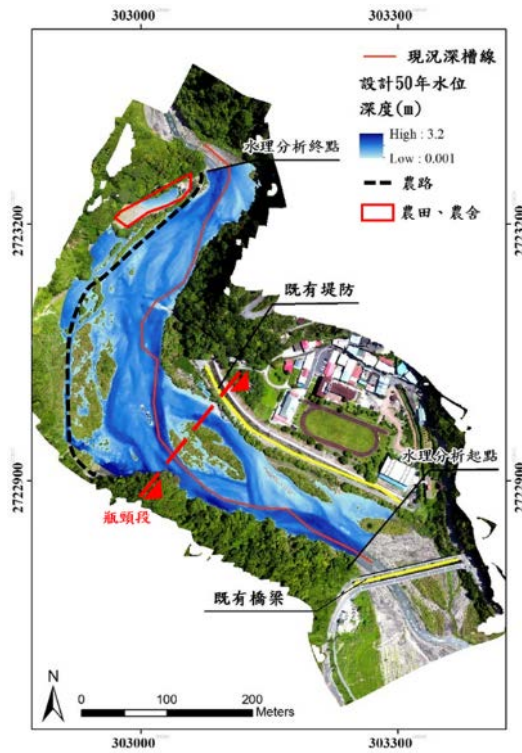 303000
303300
現況深槽線
設計50年水位
深度(m)
High : 3.2
Low : 0.001
農路
農田、農舍
水理分析終點
2723200
2723200
既有堤防
水理分析起點
2722900
2722900
瓶頸段
既有橋梁
N
0 100 200
Meters
303000
303300